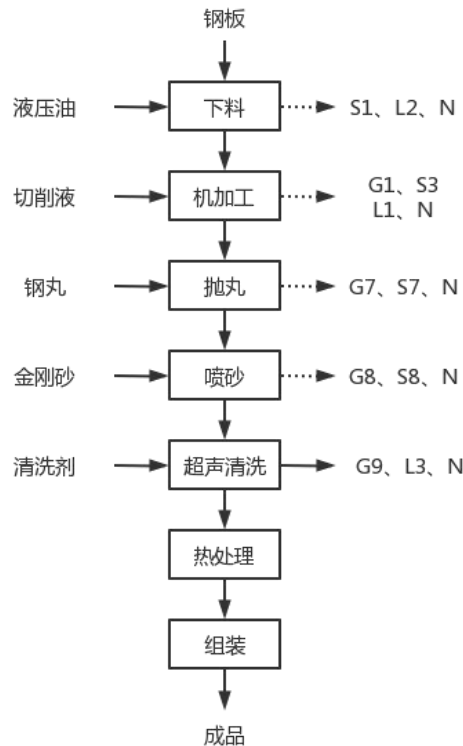 钢板
液压油
下料
S1、L2、N
切削液
机加工
G1、S3
L1、N
钢丸
抛丸
G7、S7、N
金刚砂
喷砂
G8、S8、N
清洗剂
超声清洗
G9、L3、N
热处理
组装
成品